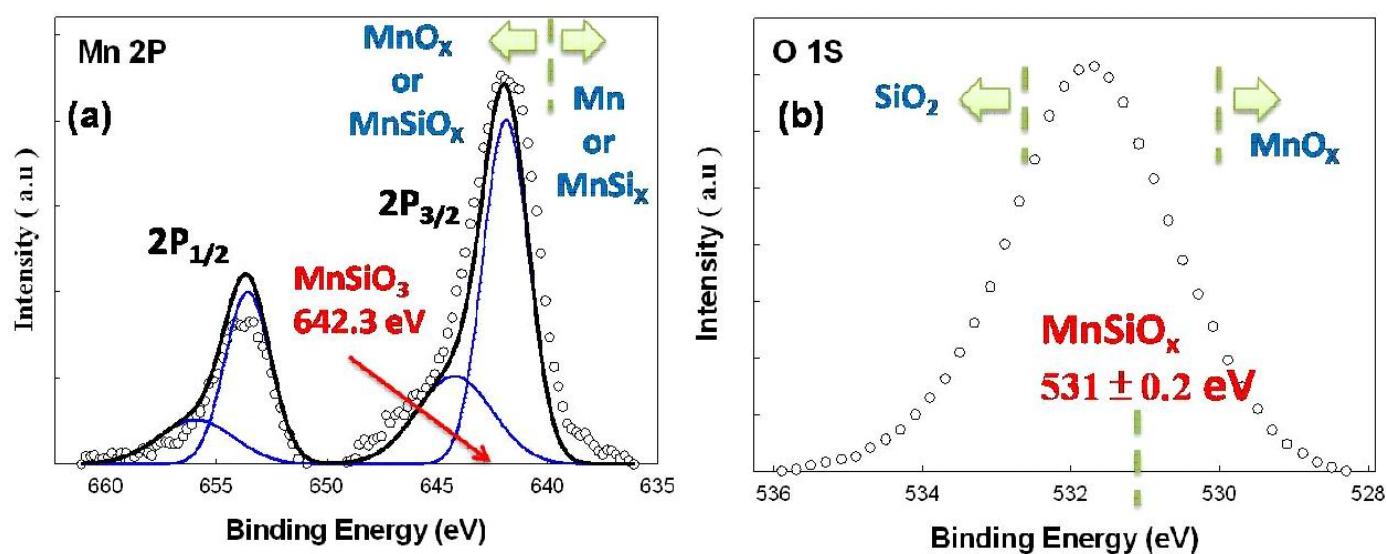 Mn 2P
(a)
MnOₓ
or
MnSiOₓ
Mn
or
MnSiₓ
2P₃/₂
2P₁/₂
MnSiO₃
642.3 eV
Intensity ( a.u )
660 655 650 645 640 635
Binding Energy (eV)
O 1S
(b)
SiO₂
MnOₓ
MnSiOₓ
531 ± 0.2 eV
Intensity ( a.u )
536 534 532 530 528
Binding Energy (eV)